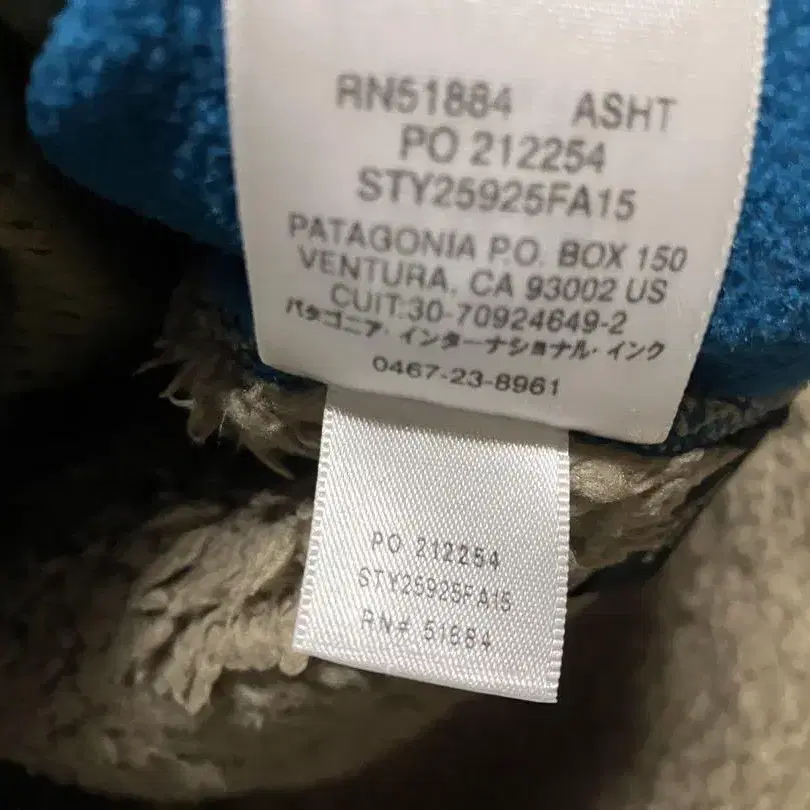 RN51884 ASHT
PO 212254
STY25925FA15
PATAGONIA P.O. BOX 150
VENTURA, CA 93002 US
CUIT:30-70924649-2
パタゴニア・インターナショナル・インク
0467-23-8961
PO 212254
STY25925FA15
RN# 51884